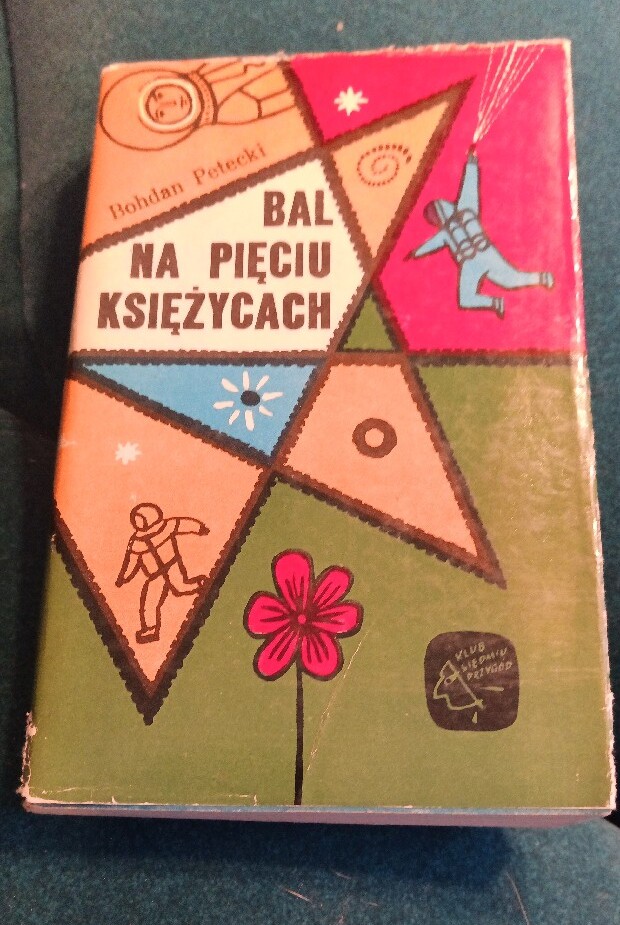 Bohdan Petecki
BAL
NA PIĘCIU
KSIĘŻYCACH
KLUB
SIEDMIU
PRZYGÓD